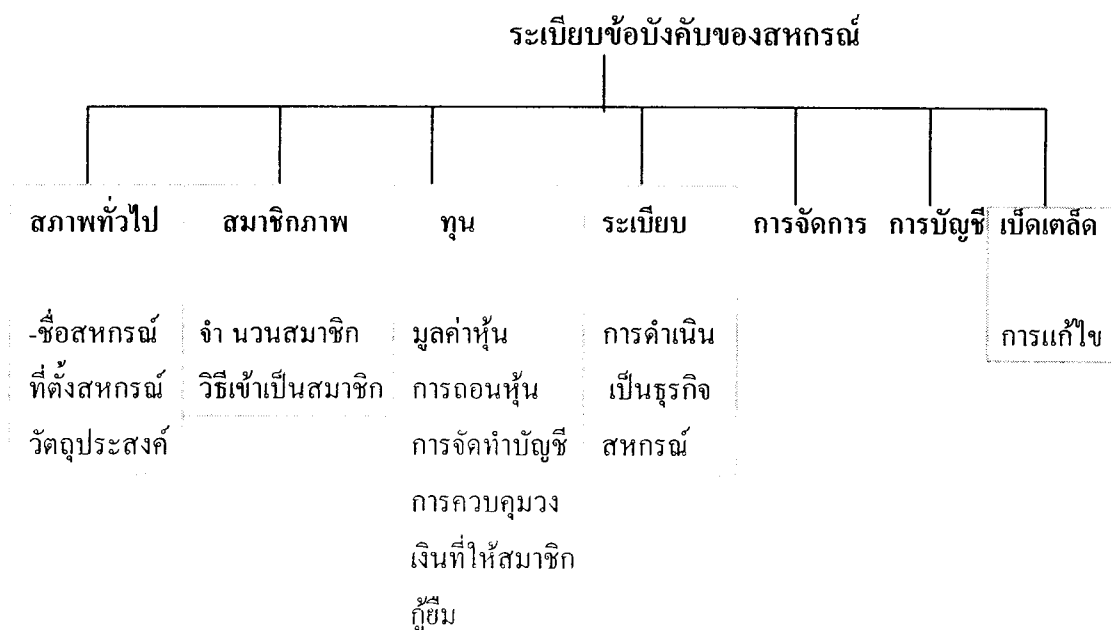 ระเบียบข้อบังคับของสหกรณ์
สภาพทั่วไป สมาชิกภาพ ทุน ระเบียบ การจัดการ การบัญชี เบ็ดเตล็ด
-ชื่อสหกรณ์ จำ นวนสมาชิก มูลค่าหุ้น การดำเนิน การแก้ไข
ที่ตั้งสหกรณ์ วิธีเข้าเป็นสมาชิก การถอนหุ้น เป็นธุรกิจ
วัตถุประสงค์ การจัดทำบัญชี สหกรณ์
การควบคุมวง
เงินที่ให้สมาชิก
กู้ยืม